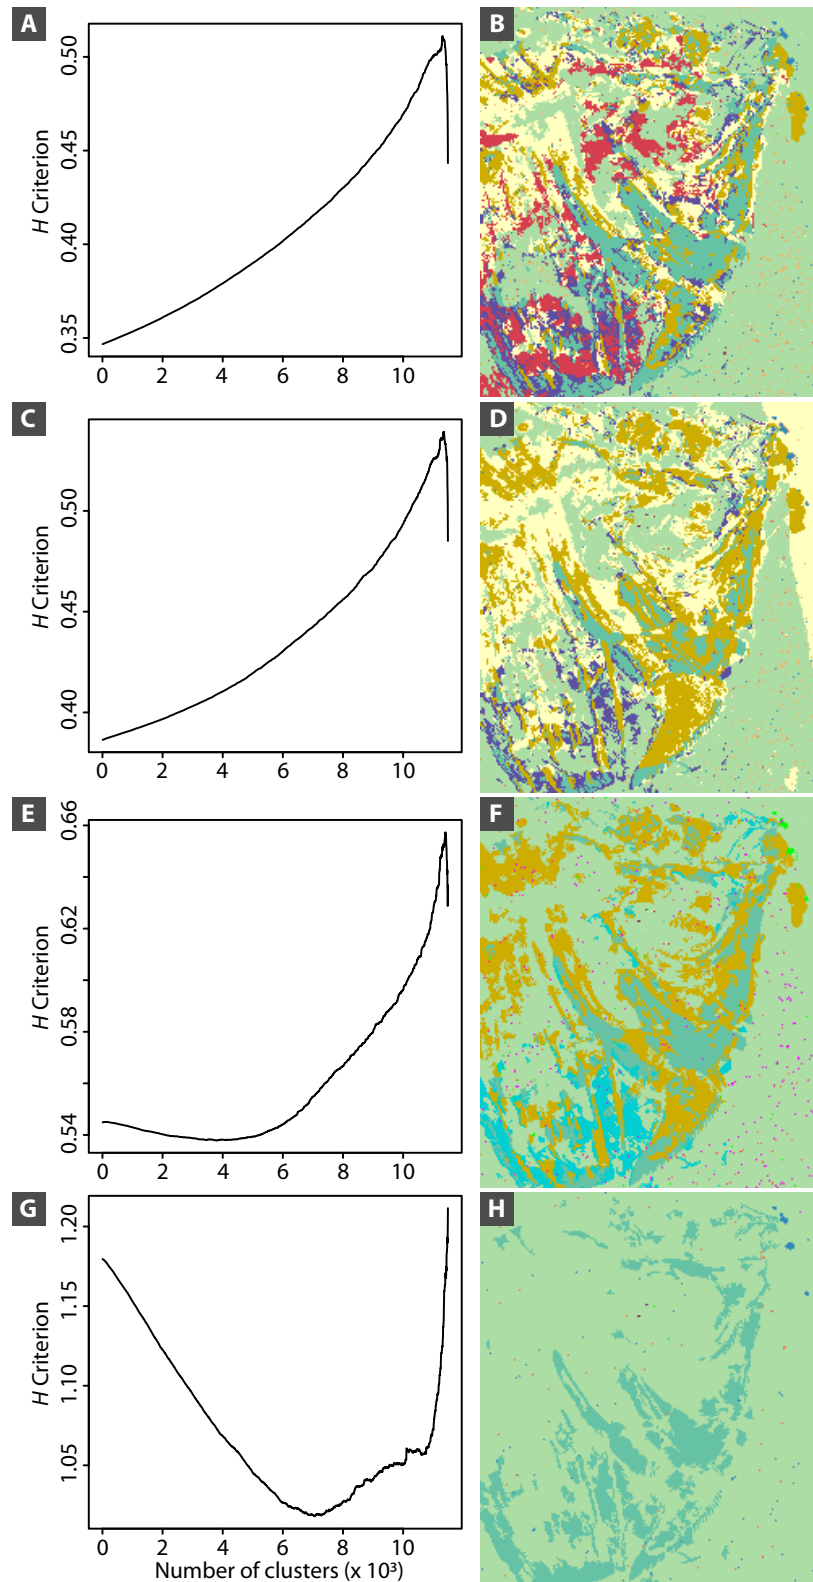 A
B
0.50
0.45
0.40
0.35
H Criterion
0 2 4 6 8 10
C
D
0.50
0.45
0.40
H Criterion
0 2 4 6 8 10
E
F
0.66
0.62
0.58
0.54
H Criterion
0 2 4 6 8 10
G
H
1.20
1.15
1.10
1.05
H Criterion
0 2 4 6 8 10
Number of clusters (x 10³)